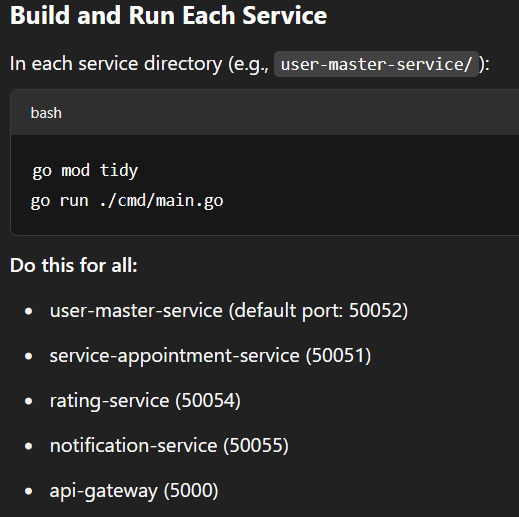 Build and Run Each Service
In each service directory (e.g., user-master-service/):
bash
go mod tidy
go run ./cmd/main.go
Do this for all:
• user-master-service (default port: 50052)
• service-appointment-service (50051)
• rating-service (50054)
• notification-service (50055)
• api-gateway (5000)